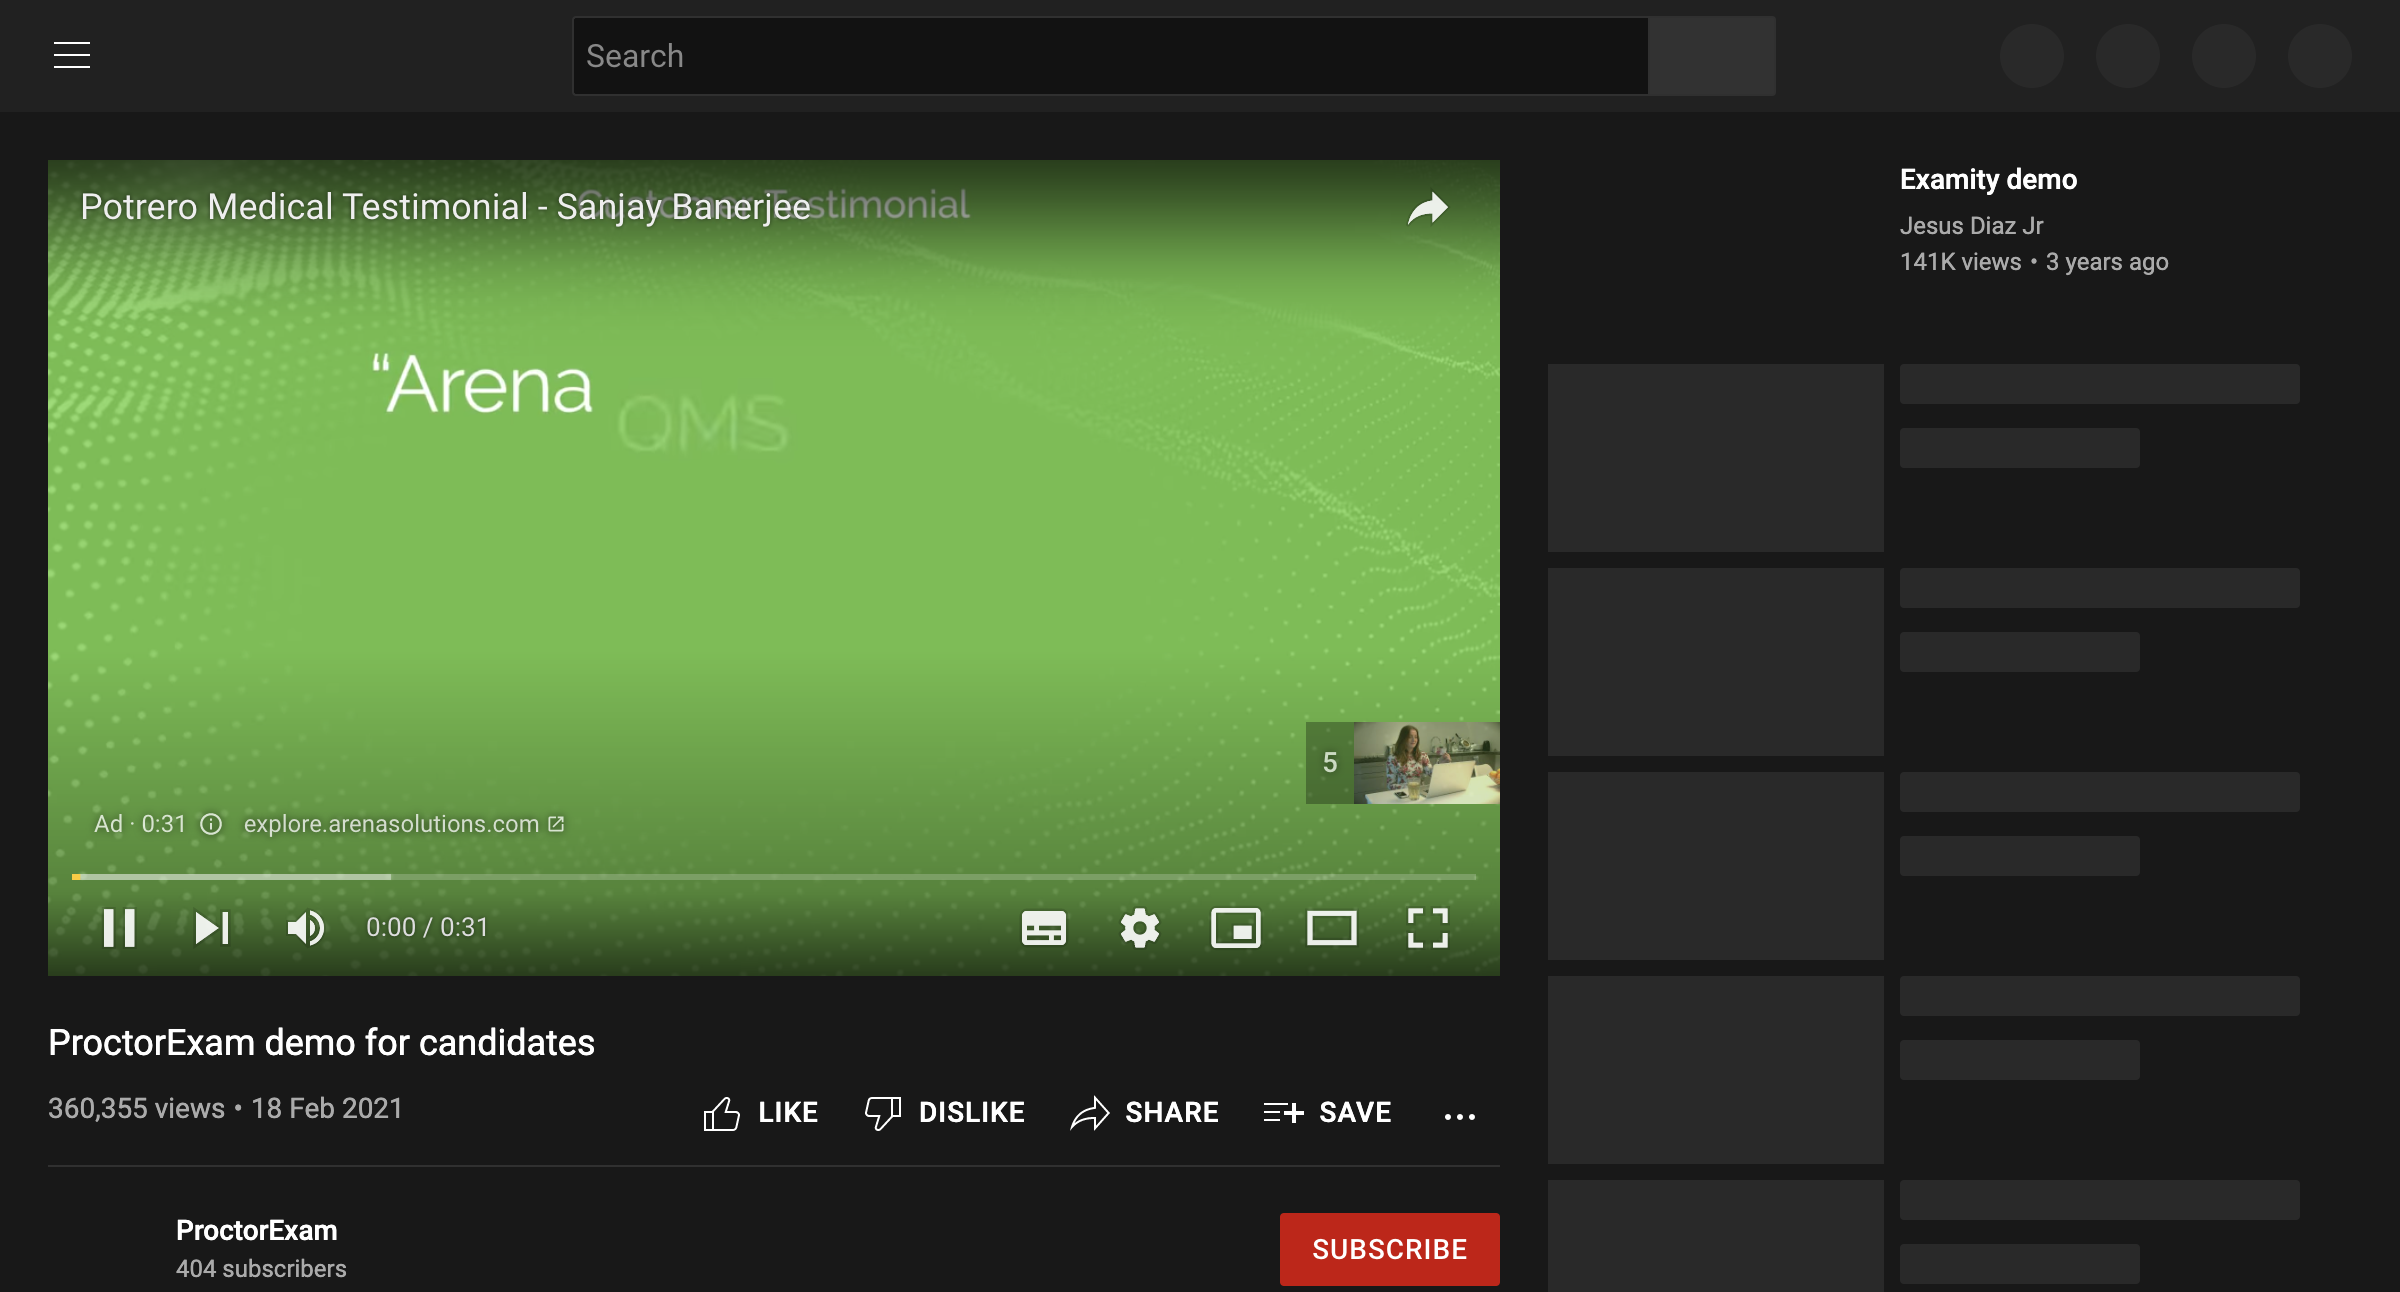 Search
Potrero Medical Testimonial - Sanjay Banerjee
Customer Testimonial
“Arena
QMS
5
Ad · 0:31
explore.arenasolutions.com
0:00 / 0:31
ProctorExam demo for candidates
360,355 views • 18 Feb 2021
LIKE
DISLIKE
SHARE
SAVE
...
ProctorExam
404 subscribers
SUBSCRIBE
Examity demo
Jesus Diaz Jr
141K views • 3 years ago